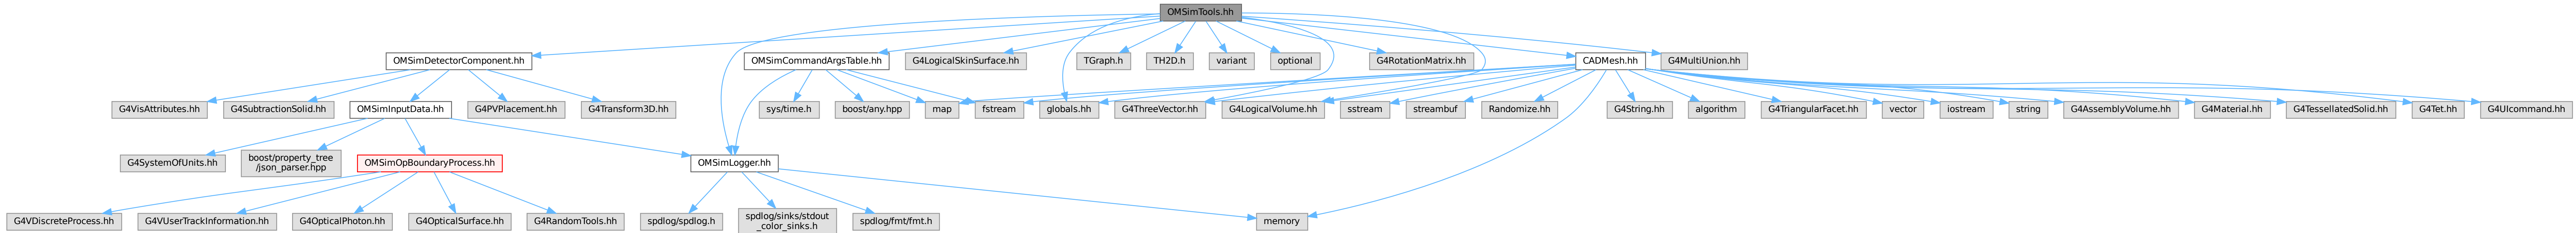 OMSimTools.hh
OMSimDetectorComponent.hh
OMSimCommandArgsTable.hh
G4LogicalSkinSurface.hh
TGraph.h
TH2D.h
variant
optional
G4RotationMatrix.hh
CADMesh.hh
G4MultiUnion.hh
G4VisAttributes.hh
G4SubtractionSolid.hh
OMSimInputData.hh
G4PVPlacement.hh
G4Transform3D.hh
sys/time.h
boost/any.hpp
map
fstream
globals.hh
G4ThreeVector.hh
G4LogicalVolume.hh
sstream
streambuf
Randomize.hh
G4String.hh
algorithm
G4TriangularFacet.hh
vector
iostream
string
G4AssemblyVolume.hh
G4Material.hh
G4TessellatedSolid.hh
G4Tet.hh
G4UIcommand.hh
G4SystemOfUnits.hh
boost/property_tree
/json_parser.hpp
OMSimOpBoundaryProcess.hh
OMSimLogger.hh
G4VDiscreteProcess.hh
G4VUserTrackInformation.hh
G4OpticalPhoton.hh
G4OpticalSurface.hh
G4RandomTools.hh
spdlog/spdlog.h
spdlog/sinks/stdout
_color_sinks.h
spdlog/fmt/fmt.h
memory